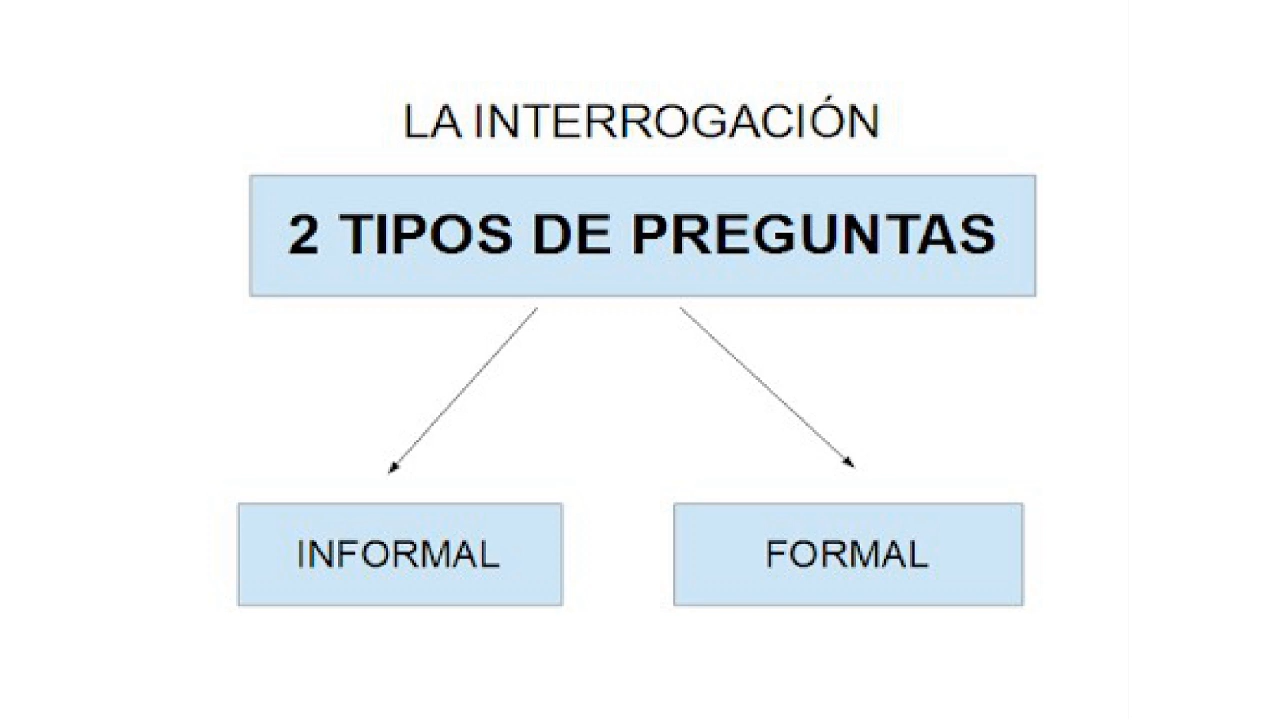 LA INTERROGACIÓN
2 TIPOS DE PREGUNTAS
INFORMAL
FORMAL